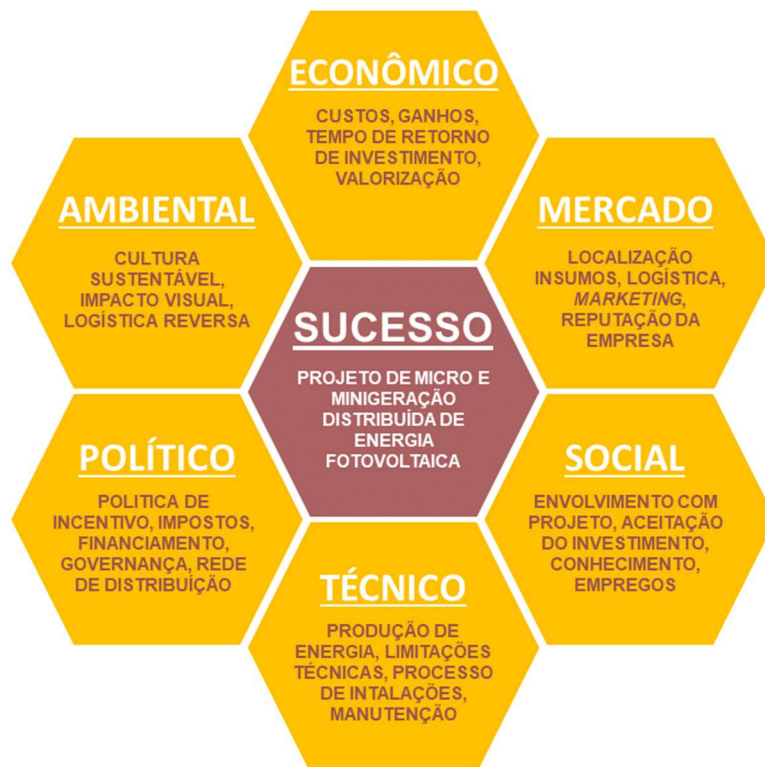 ECONÔMICO
CUSTOS, GANHOS,
TEMPO DE RETORNO
DE INVESTIMENTO,
VALORIZAÇÃO
AMBIENTAL
CULTURA
SUSTENTÁVEL,
IMPACTO VISUAL,
LOGÍSTICA REVERSA
MERCADO
LOCALIZAÇÃO
INSUMOS, LOGÍSTICA,
MARKETING,
REPUTAÇÃO DA
EMPRESA
SUCESSO
PROJETO DE MICRO E
MINIGERAÇÃO
DISTRIBUÍDA DE
ENERGIA
FOTOVOLTAICA
POLÍTICO
POLITICA DE
INCENTIVO, IMPOSTOS,
FINANCIAMENTO,
GOVERNANÇA, REDE
DE DISTRIBUÍÇÃO
SOCIAL
ENVOLVIMENTO COM
PROJETO, ACEITAÇÃO
DO INVESTIMENTO,
CONHECIMENTO,
EMPREGOS
TÉCNICO
PRODUÇÃO DE
ENERGIA, LIMITAÇÕES
TÉCNICAS, PROCESSO
DE INTALAÇÕES,
MANUTENÇÃO